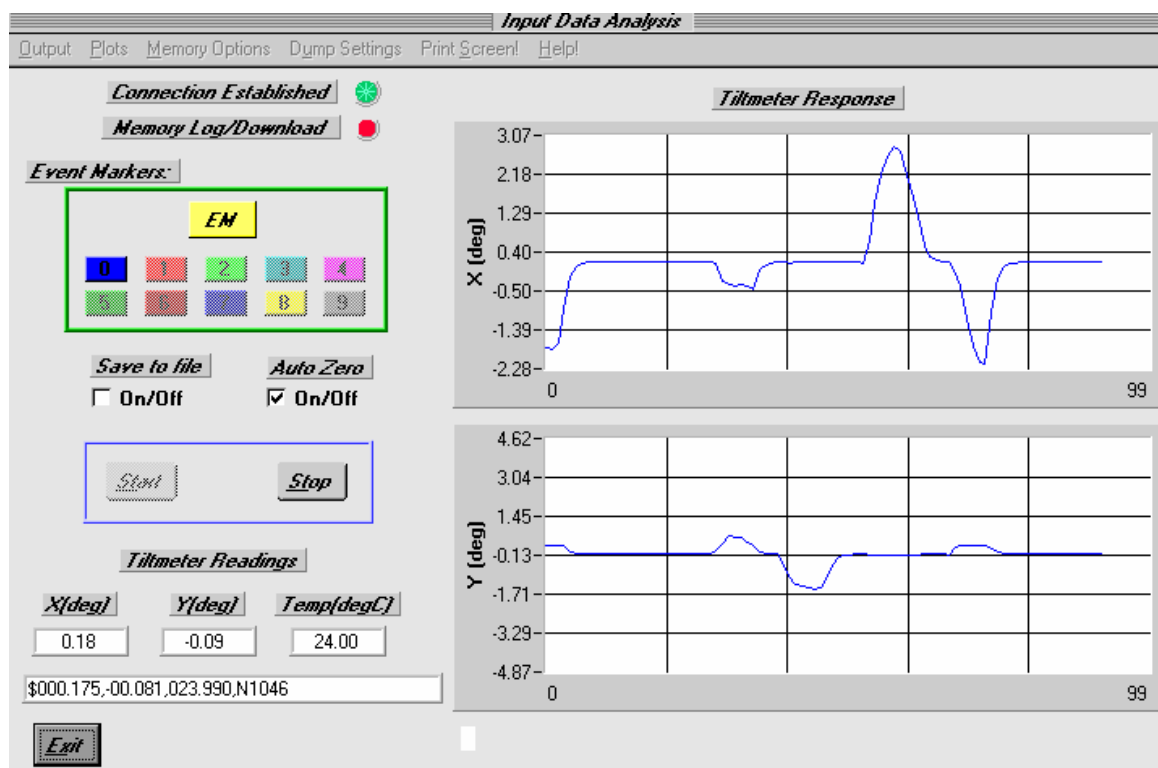 Input Data Analysis
Output Plots Memory Options Dump Settings Print Screen! Help!
Connection Established
Memory Log/Download
Event Markers:
EM
0 1 2 3 4
5 6 7 8 9
Save to file Auto Zero
On/Off On/Off
Start Stop
Tiltmeter Readings
X(deg) Y(deg) Temp(degC)
0.18 -0.09 24.00
$000.175,-00.081,023.990,N1046
Exit
Tiltmeter Response
X (deg)
3.07
2.18
1.29
0.40
-0.50
-1.39
-2.28
0 99
Y (deg)
4.62
3.04
1.45
-0.13
-1.71
-3.29
-4.87
0 99